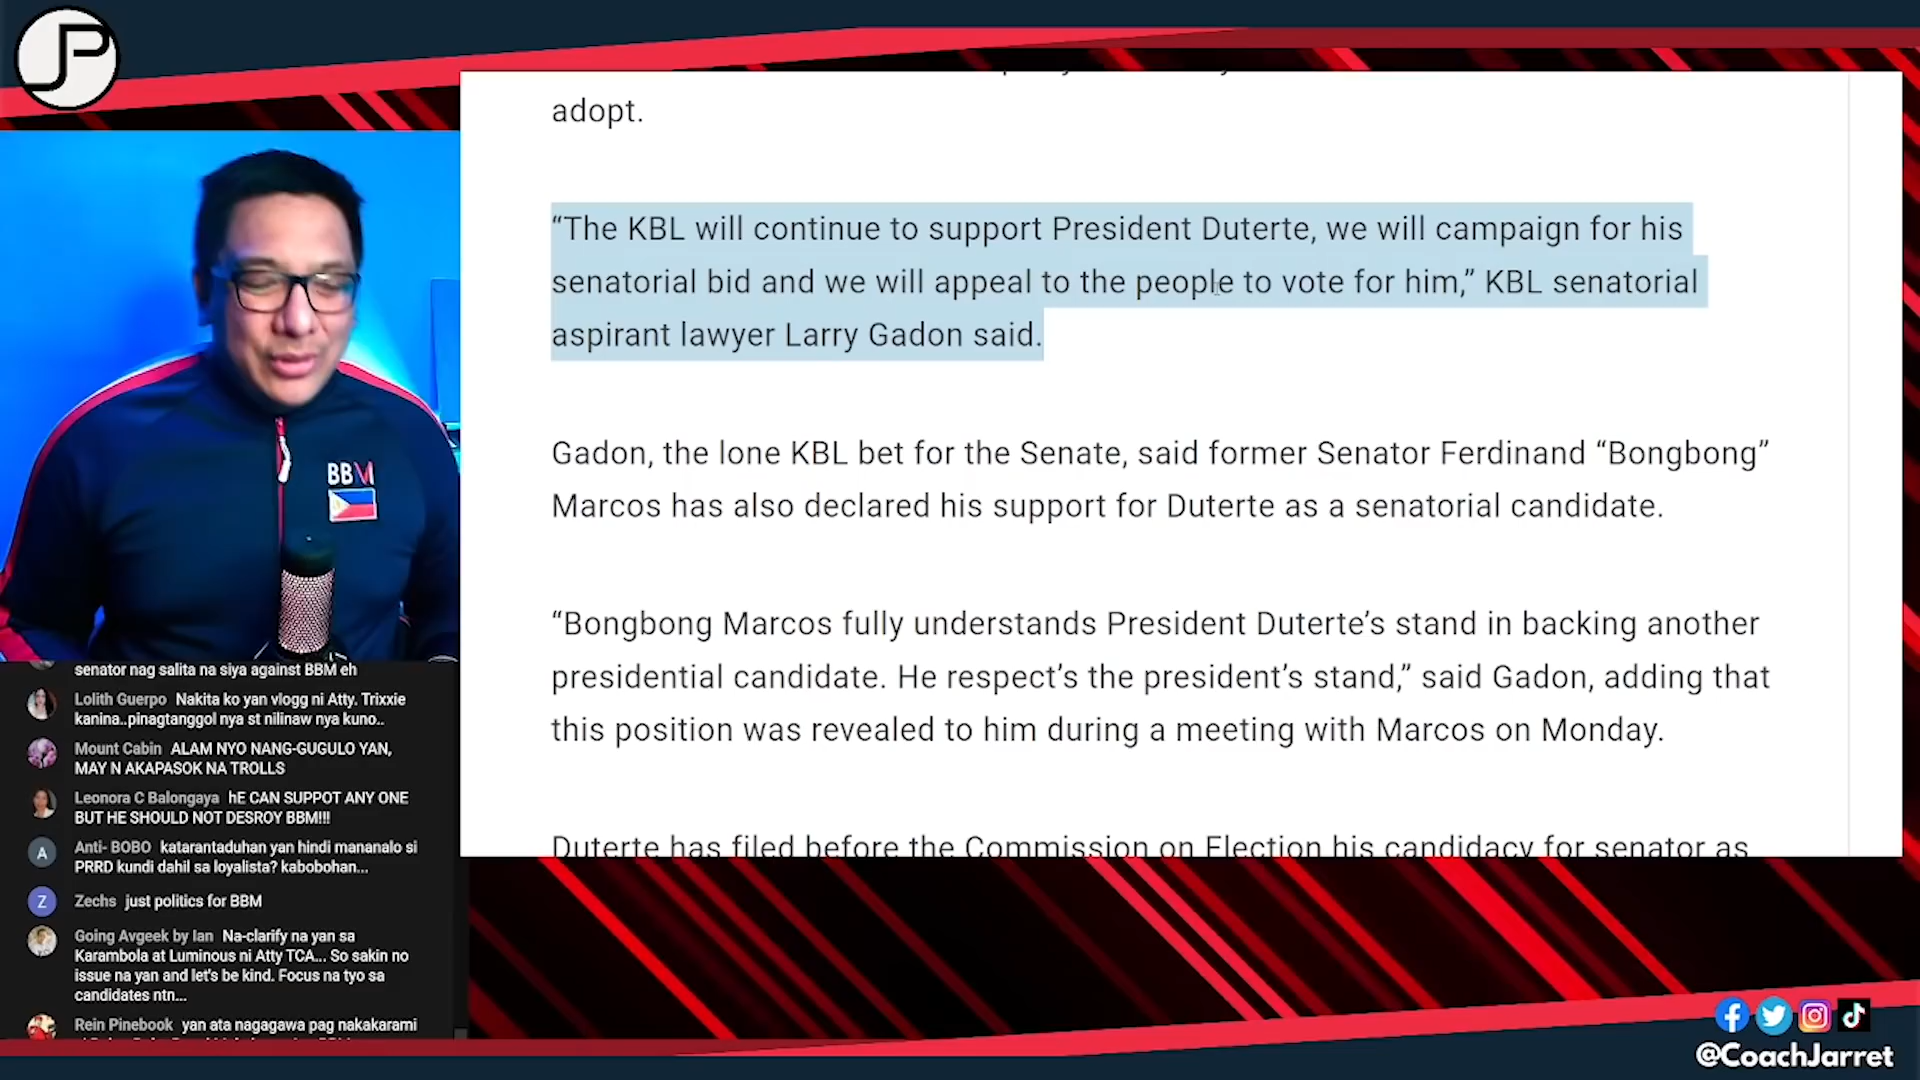 JP
adopt.
“The KBL will continue to support President Duterte, we will campaign for his
senatorial bid and we will appeal to the people to vote for him,” KBL senatorial
aspirant lawyer Larry Gadon said.
Gadon, the lone KBL bet for the Senate, said former Senator Ferdinand “Bongbong”
Marcos has also declared his support for Duterte as a senatorial candidate.
“Bongbong Marcos fully understands President Duterte’s stand in backing another
presidential candidate. He respect’s the president’s stand,” said Gadon, adding that
this position was revealed to him during a meeting with Marcos on Monday.
Duterte has filed before the Commission on Election his candidacy for senator as
BBM
senator nag salita na siya against BBM eh
Lolith Guerpo Nakita ko yan vlogg ni Atty. Trixxie
kanina..pinagtanggol nya st nilinaw nya kuno..
Mount Cabin ALAM NYO NANG-GUGULO YAN,
MAY N AKAPASOK NA TROLLS
Leonora C Balongaya hE CAN SUPPOT ANY ONE
BUT HE SHOULD NOT DESROY BBM!!!
A
Anti- BOBO katarantaduhan yan hindi mananalo si
PRRD kundi dahil sa loyalista? kabobohan...
Z
Zechs just politics for BBM
Going Avgeek by Ian Na-clarify na yan sa
Karambola at Luminous ni Atty TCA... So sakin no
issue na yan and let's be kind. Focus na tyo sa
candidates ntn...
Rein Pinebook yan ata nagagawa pag nakakarami
@CoachJarret